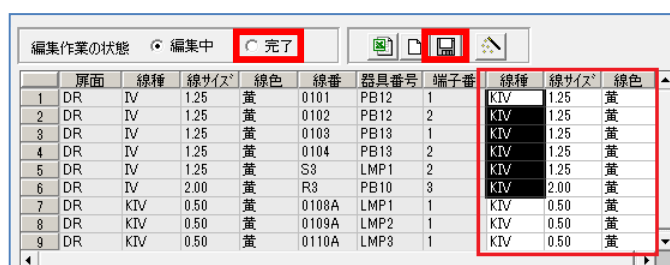 編集作業の状態 編集中 完了
扉面 線種 線サイズ 線色 線番 器具番号 端子番 線種 線サイズ 線色
1 DR IV 1.25 黄 0101 PB12 1 KIV 1.25 黄
2 DR IV 1.25 黄 0102 PB12 2 KIV 1.25 黄
3 DR IV 1.25 黄 0103 PB13 1 KIV 1.25 黄
4 DR IV 1.25 黄 0104 PB13 2 KIV 1.25 黄
5 DR IV 1.25 黄 S3 LMP1 2 KIV 1.25 黄
6 DR IV 2.00 黄 R3 PB10 3 KIV 2.00 黄
7 DR KIV 0.50 黄 0108A LMP1 1 KIV 0.50 黄
8 DR KIV 0.50 黄 0109A LMP2 1 KIV 0.50 黄
9 DR KIV 0.50 黄 0110A LMP3 1 KIV 0.50 黄